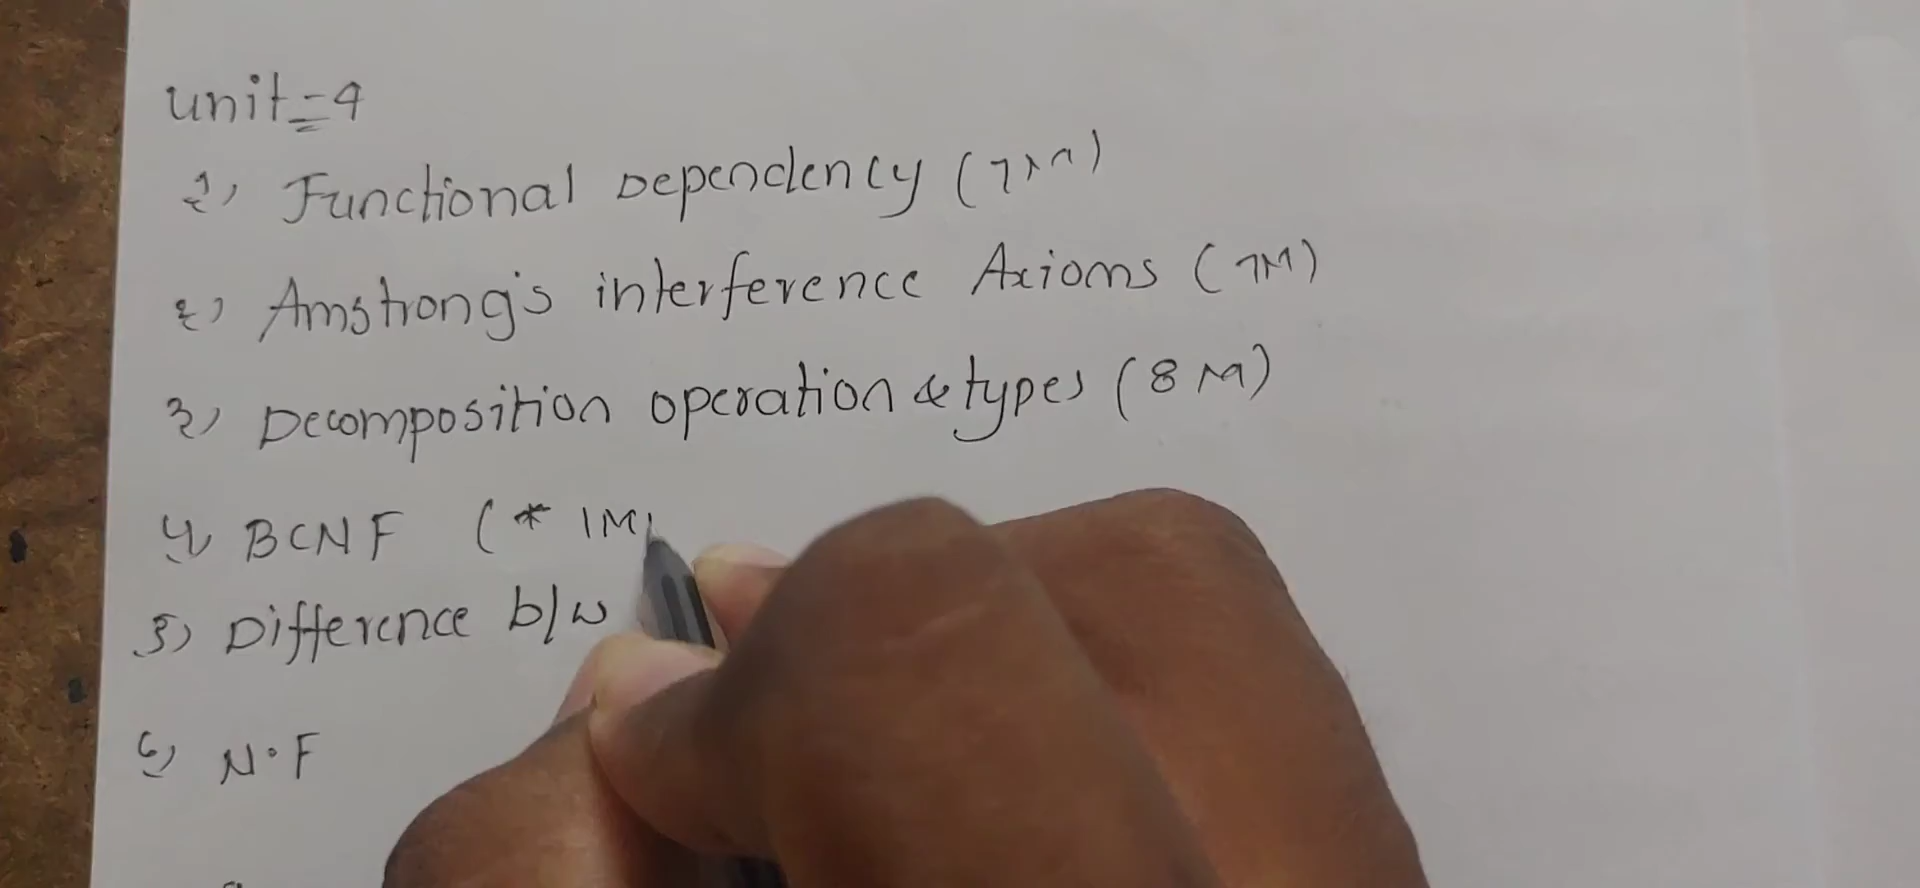 unit=4
1) Functional Dependency (7M)
2) Amstrong's interference Axioms (7M)
3) Decomposition operation & types (8M)
4) BCNF (* 1M
5) Difference b/w
6) N.F